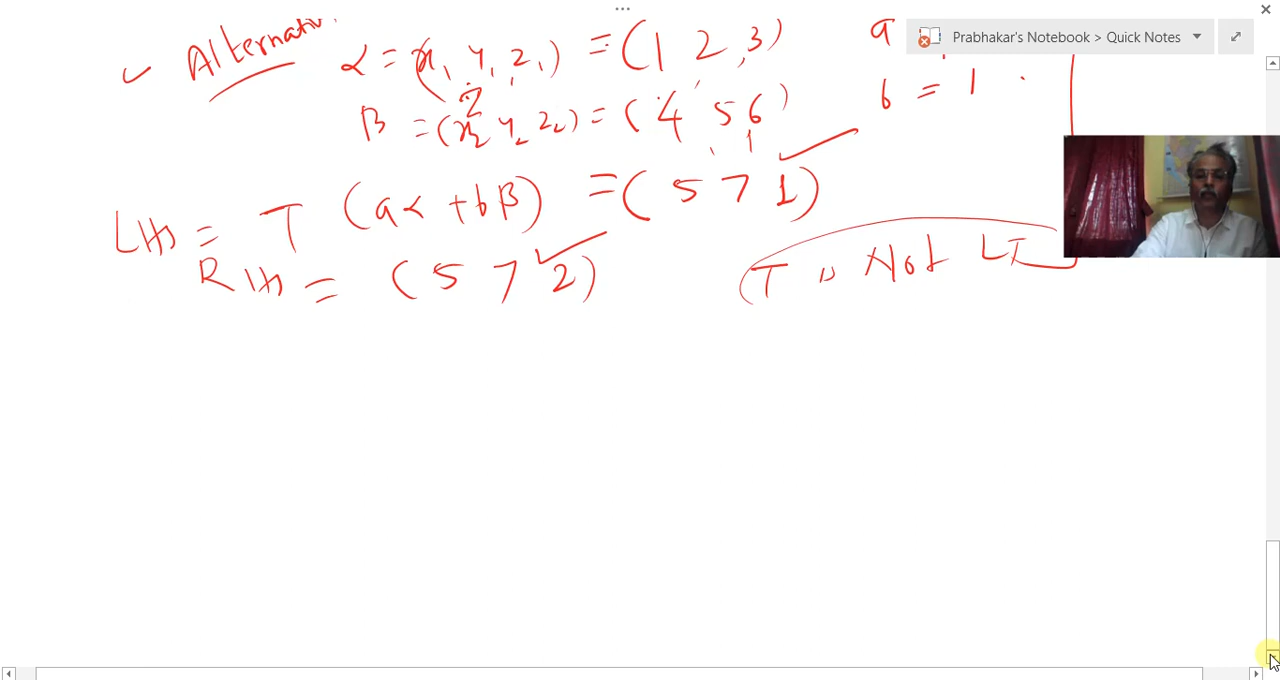 Alternativ α = (x₁ y₁ z₁) = (1 2, 3) a
β = (x₂ y₂ z₂) = (4 5 6) b = 1
LHS = T (aα + bβ) = (5 7 1)
RHS = (5 7 2) (T is Not LT
Prabhakar's Notebook > Quick Notes